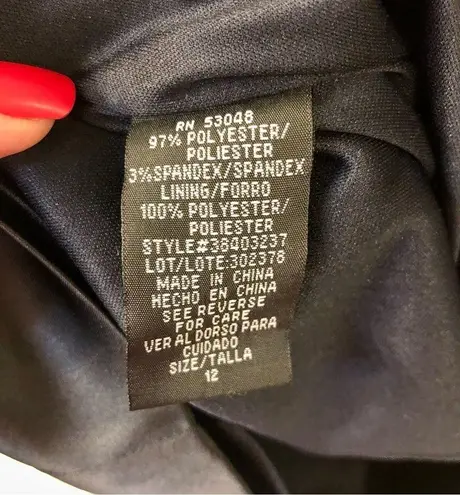 RN 53048
97% POLYESTER/
POLIESTER
3%SPANDEX/SPANDEX
LINING/FORRO
100% POLYESTER/
POLIESTER
STYLE#38403237
LOT/LOTE:302378
MADE IN CHINA
HECHO EN CHINA
SEE REVERSE
FOR CARE
VER AL DORSO PARA
CUIDADO
SIZE/TALLA
12